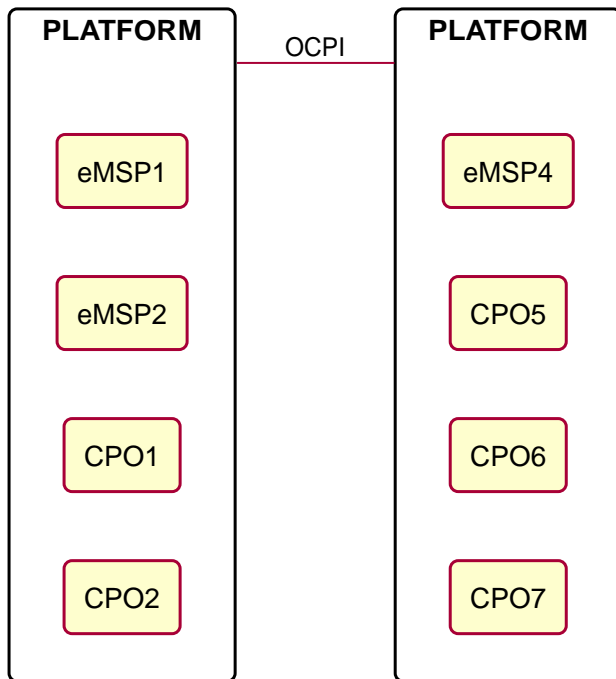 PLATFORM
OCPI
PLATFORM
eMSP1
eMSP4
eMSP2
CPO5
CPO1
CPO6
CPO2
CPO7